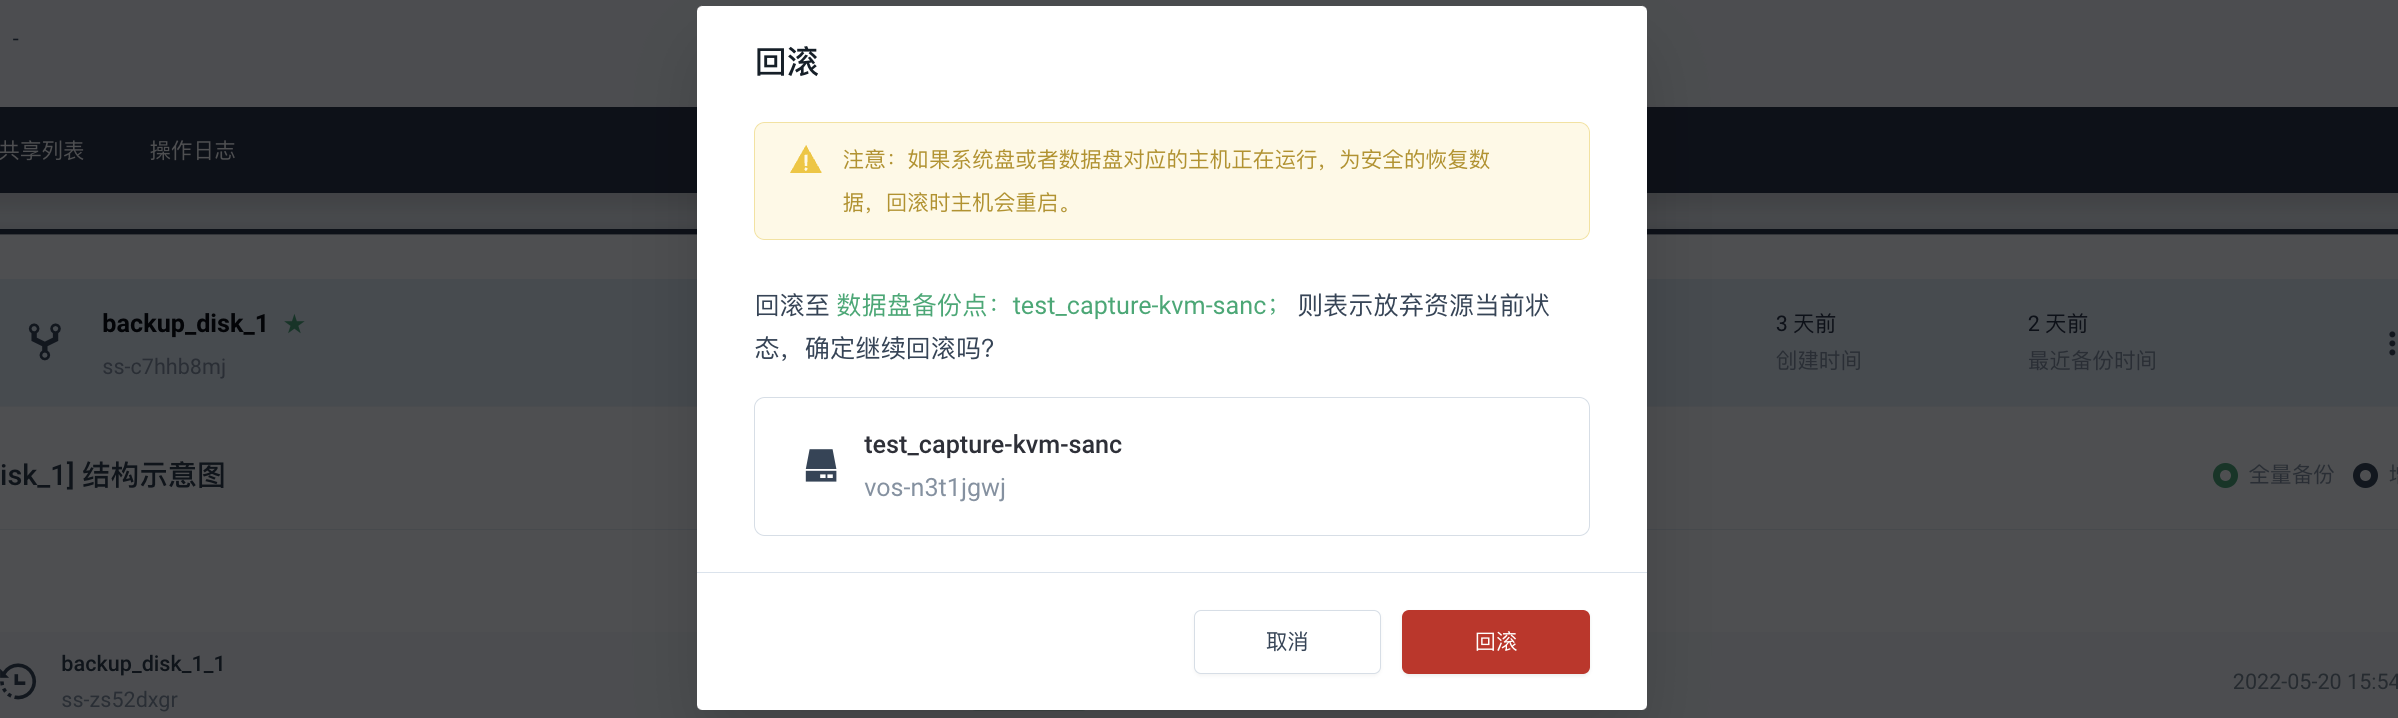 -
回滚
共享列表
操作日志
注意：如果系统盘或者数据盘对应的主机正在运行，为安全的恢复数
据，回滚时主机会重启。
回滚至 数据盘备份点：test_capture-kvm-sanc； 则表示放弃资源当前状
态，确定继续回滚吗？
backup_disk_1 ★
ss-c7hhb8mj
3 天前
创建时间
2 天前
最近备份时间
test_capture-kvm-sanc
vos-n3t1jgwj
isk_1] 结构示意图
全量备份
取消
回滚
backup_disk_1_1
ss-zs52dxgr
2022-05-20 15:54